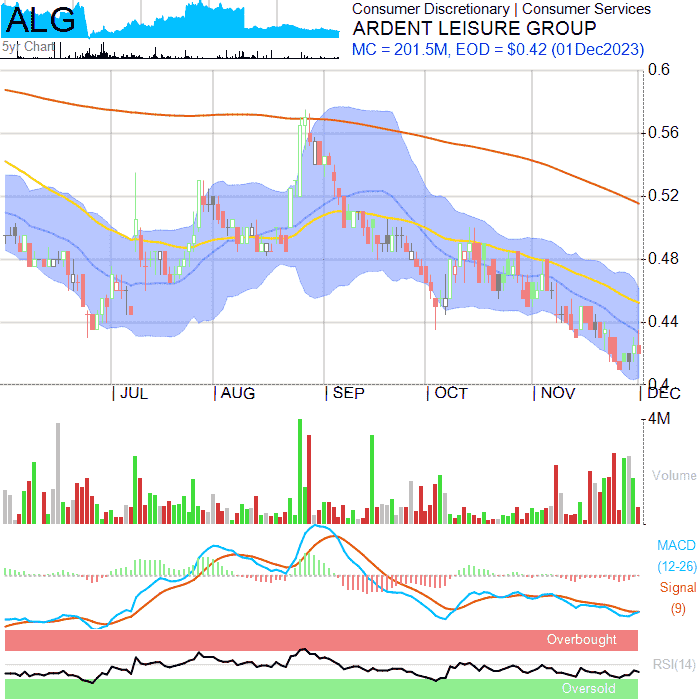 ALG
5yr Chart
Consumer Discretionary | Consumer Services
ARDENT LEISURE GROUP
MC = 201.5M, EOD = $0.42 (01Dec2023)
0.6
0.56
0.52
0.48
0.44
0.4
JUL
AUG
SEP
OCT
NOV
DEC
4M
Volume
MACD
(12-26)
Signal
(9)
Overbought
RSI(14)
Oversold